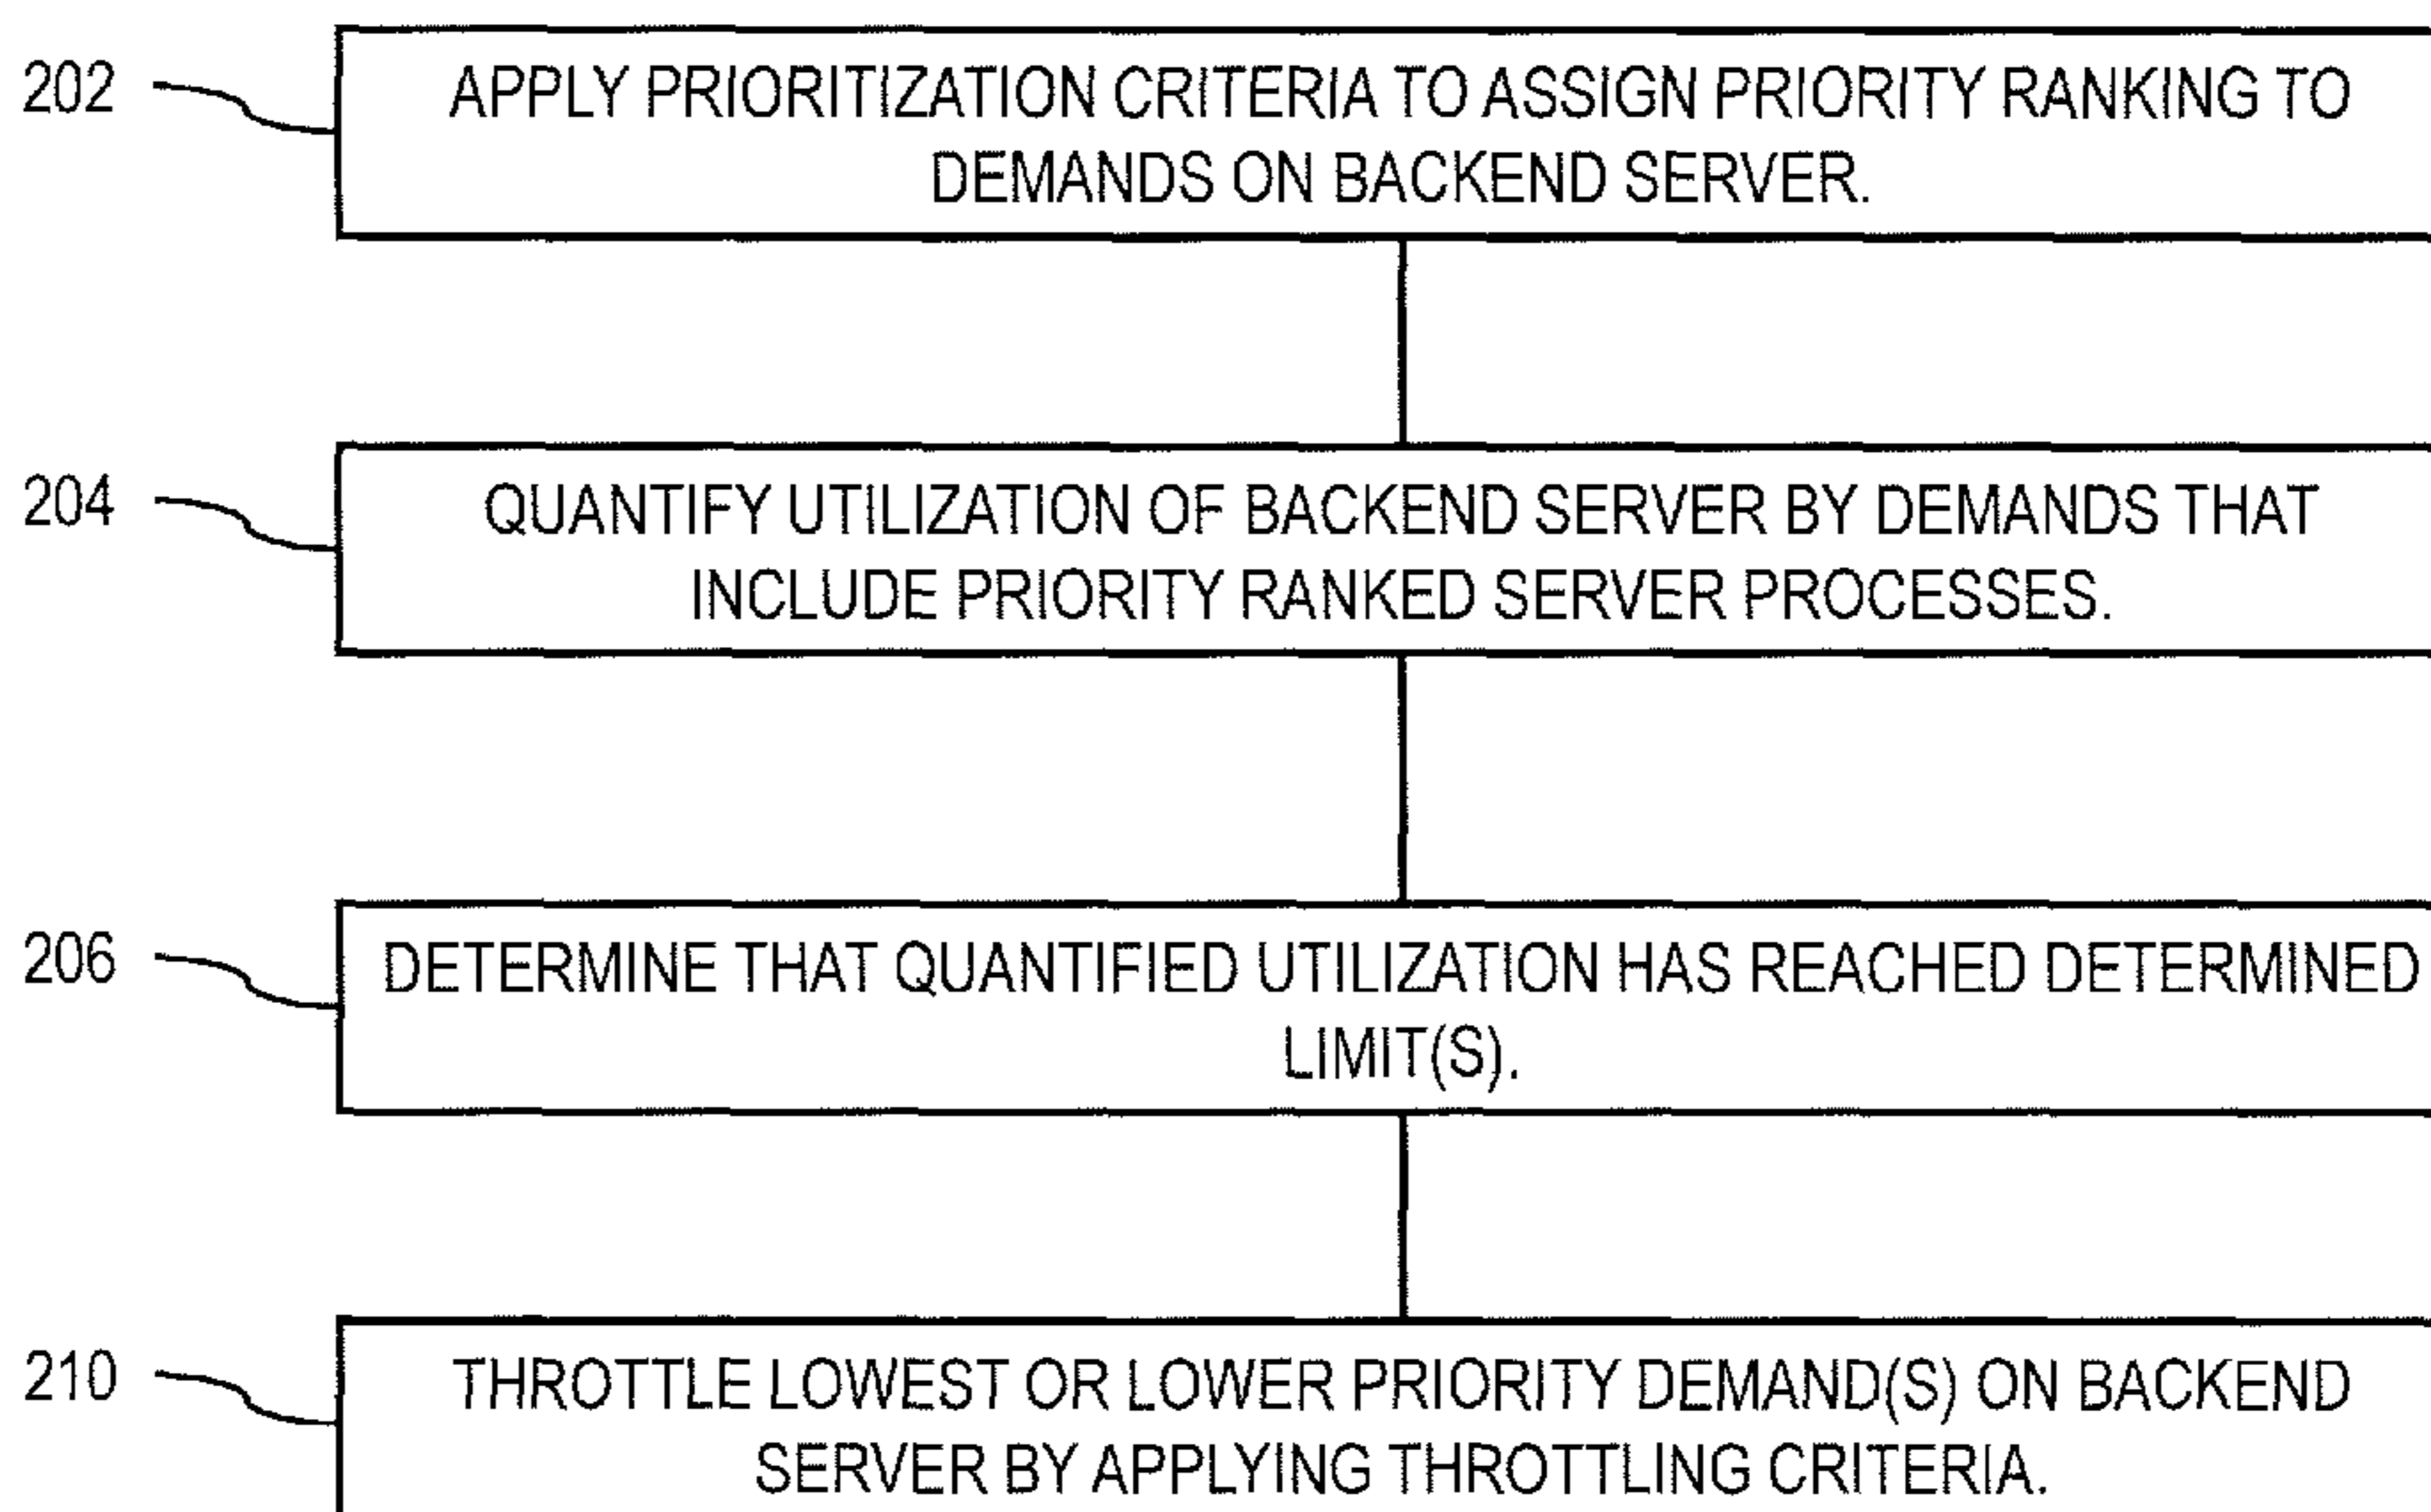 202
APPLY PRIORITIZATION CRITERIA TO ASSIGN PRIORITY RANKING TO
DEMANDS ON BACKEND SERVER.
204
QUANTIFY UTILIZATION OF BACKEND SERVER BY DEMANDS THAT
INCLUDE PRIORITY RANKED SERVER PROCESSES.
206
DETERMINE THAT QUANTIFIED UTILIZATION HAS REACHED DETERMINED
LIMIT(S).
210
THROTTLE LOWEST OR LOWER PRIORITY DEMAND(S) ON BACKEND
SERVER BY APPLYING THROTTLING CRITERIA.